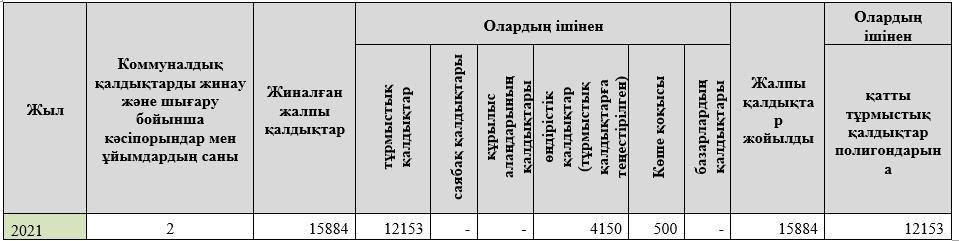 Жыл
Коммуналдық
қалдықтарды жинау
және шығару
бойынша
кәсіпорындар мен
ұйымдардың саны
Жиналған
жалпы
қалдықтар
Олардың ішінен
тұрмыстық
қалдықтар
саябақ қалдықтары
құрылыс
алаңдарының
қалдықтары
өндірістік
қалдықтар
(тұрмыстық
қалдықтарға
теңестірілген)
Көше қоқысы
базарлардың
қалдықтары
Жалпы
қалдықта
р
жойылды
Олардың
ішінен
қатты
тұрмыстық
қалдықтар
полигондарын
а
2021 2 15884 12153 - - 4150 500 - 15884 12153